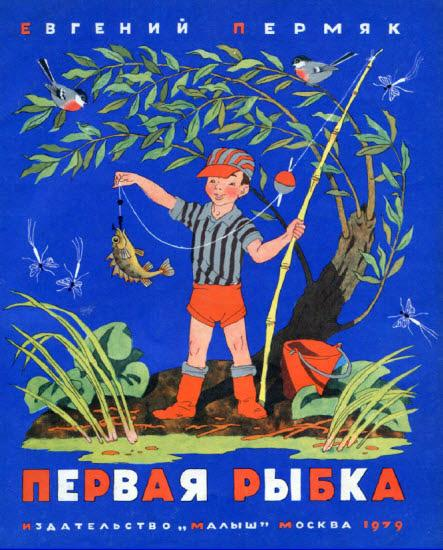 ЕВГЕНИЙ ПЕРМЯК
ПЕРВАЯ РЫБКА
ИЗДАТЕЛЬСТВО „МАЛЫШ" МОСКВА 1979